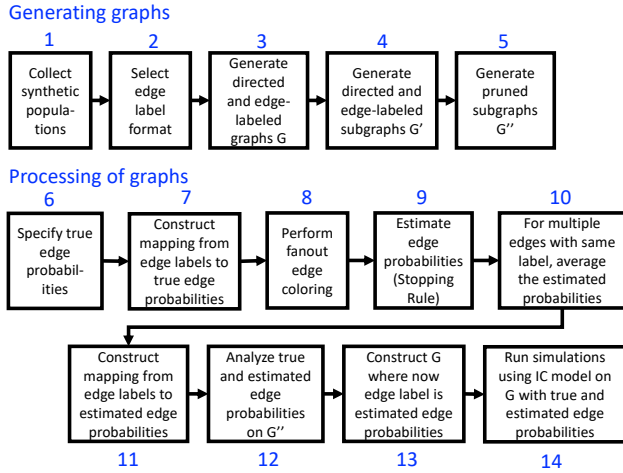 Generating graphs
1
Collect
synthetic
popula-
tions
2
Select
edge
label
format
3
Generate
directed
and edge-
labeled
graphs G
4
Generate
directed and
edge-labeled
subgraphs G'
5
Generate
pruned
subgraphs
G''
Processing of graphs
6
Specify true
edge
probabil-
ities
7
Construct
mapping from
edge labels to
true edge
probabilities
8
Perform
fanout
edge
coloring
9
Estimate
edge
probabilities
(Stopping
Rule)
10
For multiple
edges with same
label, average
the estimated
probabilities
Construct
mapping from
edge labels to
estimated edge
probabilities
11
Analyze true
and estimated
edge
probabilities
on G''
12
Construct G
where now
edge label is
estimated edge
probabilities
13
Run simulations
using IC model on
G with true and
estimated edge
probabilities
14